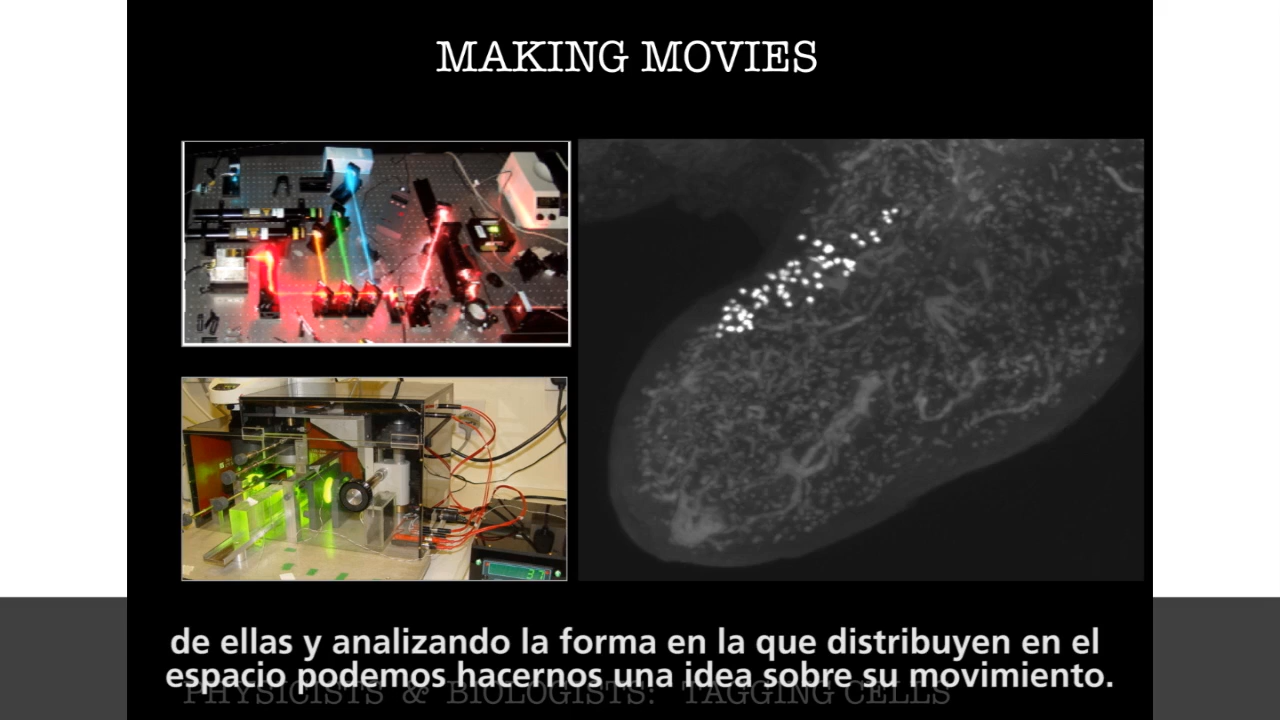 MAKING MOVIES
de ellas y analizando la forma en la que distribuyen en el
espacio podemos hacernos una idea sobre su movimiento.
PHYSICISTS & BIOLOGISTS: TAGGING CELLS